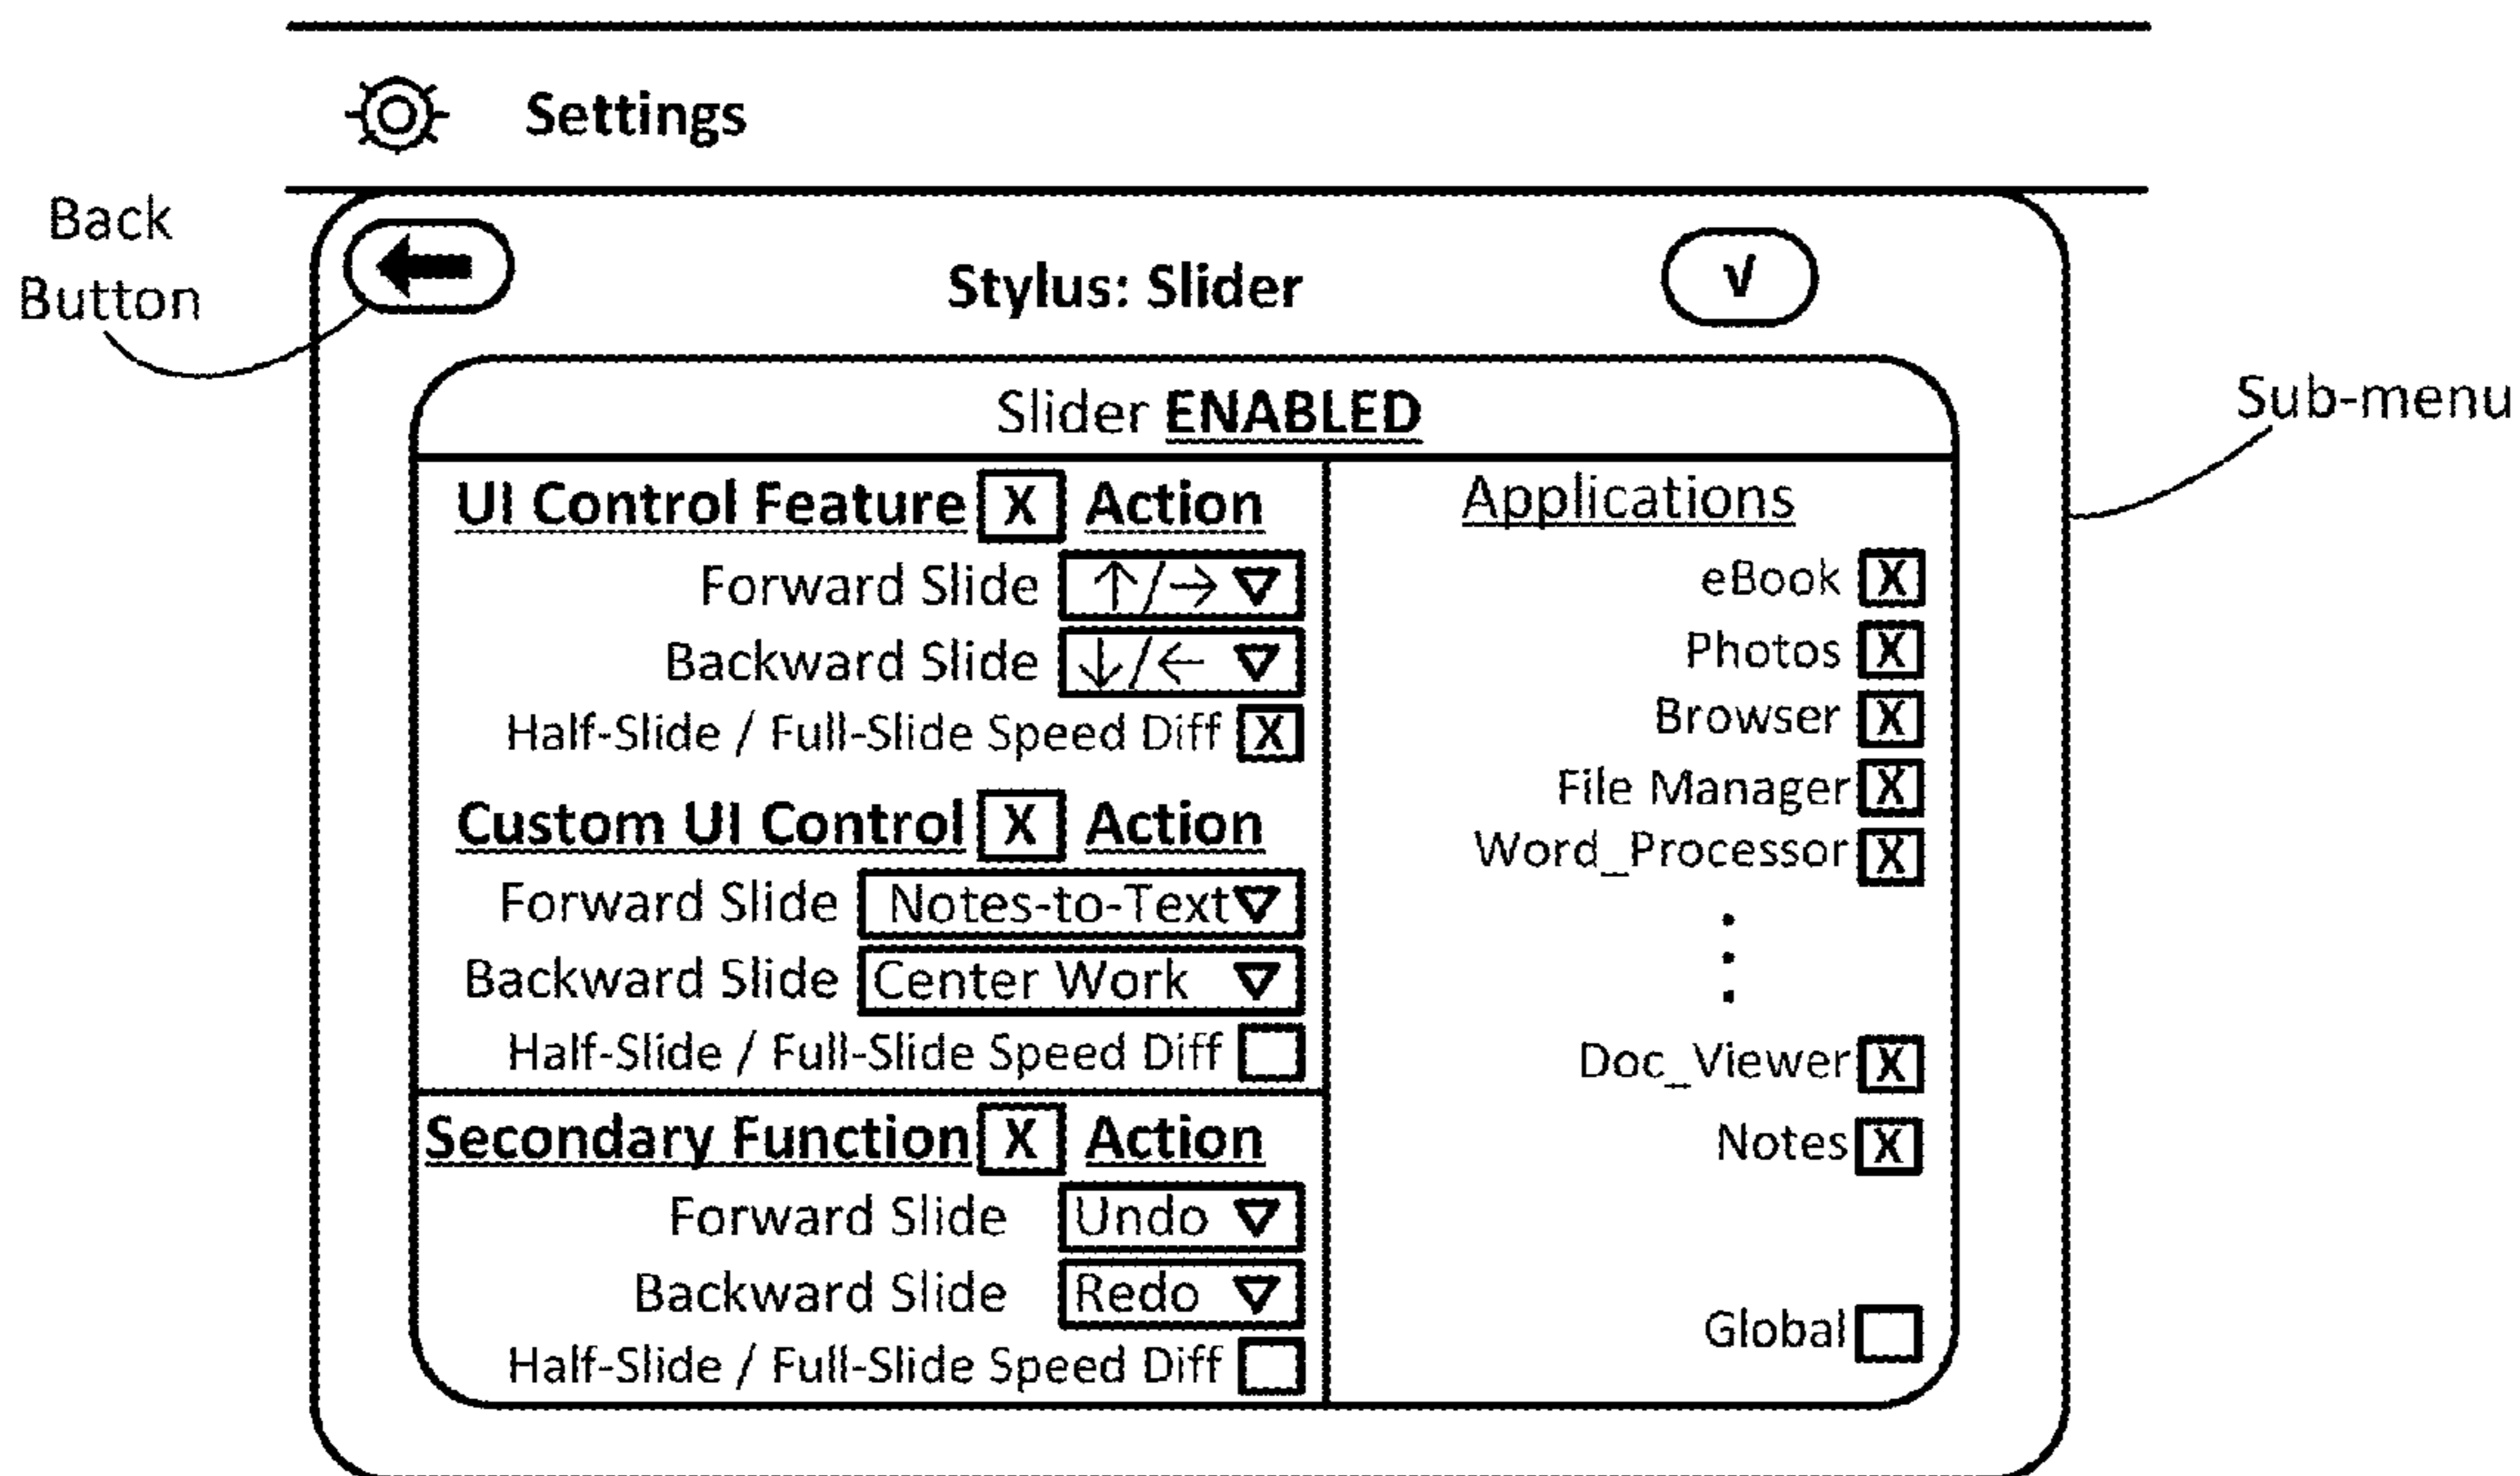 Settings
Back
Button
Stylus: Slider
√
Sub-menu
Slider ENABLED
UI Control Feature X Action
Forward Slide ↑/→
Backward Slide ↓/←
Half-Slide / Full-Slide Speed Diff X
Custom UI Control X Action
Forward Slide Notes-to-Text
Backward Slide Center Work
Half-Slide / Full-Slide Speed Diff
Secondary Function X Action
Forward Slide Undo
Backward Slide Redo
Half-Slide / Full-Slide Speed Diff
Applications
eBook X
Photos X
Browser X
File Manager X
Word_Processor X
Doc_Viewer X
Notes X
Global